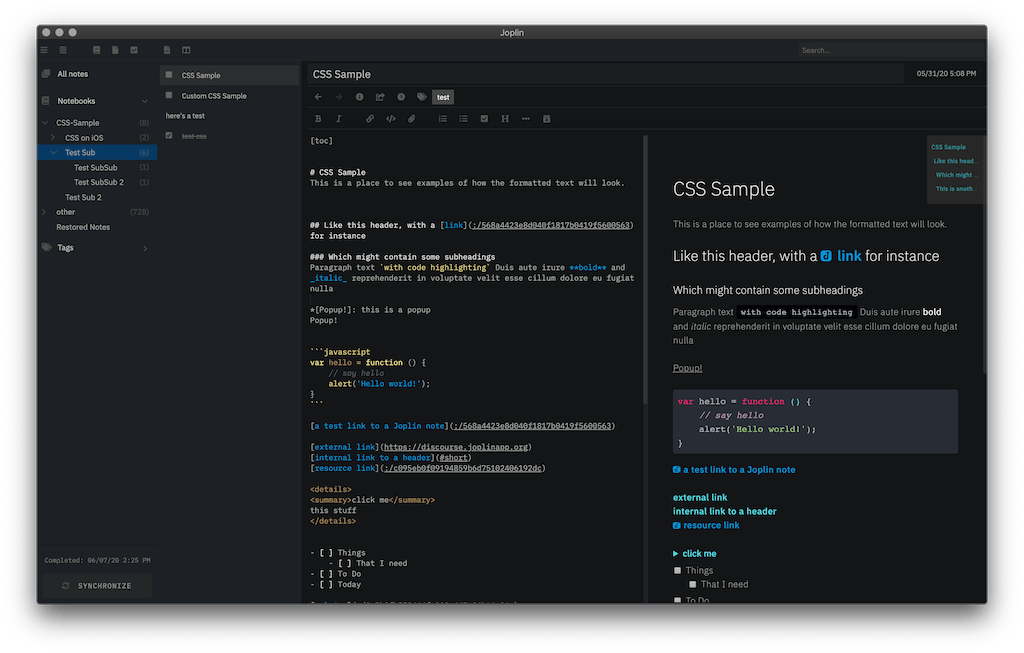 Joplin
Search...
All notes
Notebooks
CSS-Sample (8)
CSS on iOS (2)
Test Sub (6)
Test SubSub (1)
Test SubSub 2 (1)
Test Sub 2
other (728)
Restored Notes
Tags
Completed: 06/07/20 2:25 PM
SYNCHRONIZE
CSS Sample
Custom CSS Sample
here's a test
test css
CSS Sample
05/31/20 5:08 PM
test
B I H
[toc]
# CSS Sample
This is a place to see examples of how the formatted text will look.
## Like this header, with a [link](:/568a4423e8d040f1817b0419f5600563)
for instance
### Which might contain some subheadings
Paragraph text `with code highlighting` Duis aute irure **bold** and
_italic_ reprehenderit in voluptate velit esse cillum dolore eu fugiat
nulla
*[Popup!]: this is a popup
Popup!
```javascript
var hello = function () {
// say hello
alert('Hello world!');
}
```
[a test link to a Joplin note](:/568a4423e8d040f1817b0419f5600563)
[external link](https://discourse.joplinapp.org)
[internal link to a header](#short)
[resource link](:/c095eb0f09194859b6d75102406192dc)
<details>
<summary>click me</summary>
this stuff
</details>
- [ ] Things
- [ ] That I need
- [ ] To Do
- [ ] Today
CSS Sample
Like this head..
Which might ..
This is anoth..
CSS Sample
This is a place to see examples of how the formatted text will look.
Like this header, with a link for instance
Which might contain some subheadings
Paragraph text with code highlighting Duis aute irure bold
and italic reprehenderit in voluptate velit esse cillum dolore eu fugiat
nulla
Popup!
var hello = function () {
// say hello
alert('Hello world!');
}
a test link to a Joplin note
external link
internal link to a header
resource link
click me
Things
That I need
To Do